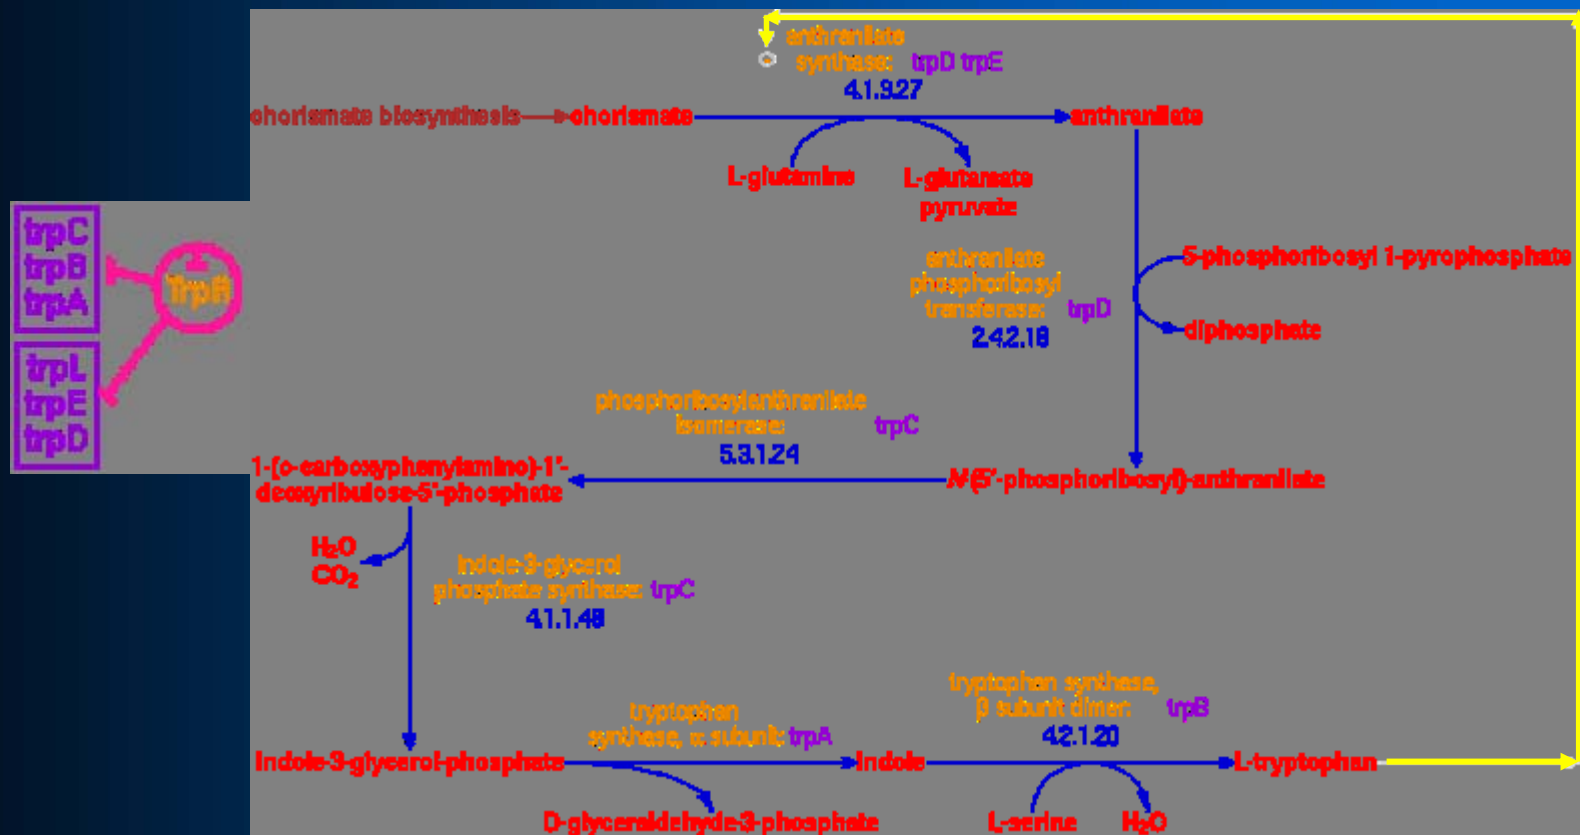 anthranilate
synthase: trpD trpE
4.1.3.27
chorismate biosynthesis chorismate anthranilate
L-glutamine L-glutamate
pyruvate
trpC
trpB
trpA
TrpR
trpL
trpE
trpD
anthranilate
phosphoribosyl
transferase: trpD
2.4.2.18
5-phosphoribosyl 1-pyrophosphate
diphosphate
phosphoribosylanthranilate
isomerase: trpC
5.3.1.24
1-(o-carboxyphenylamino)-1'-
deoxyribulose-5'-phosphate
N-(5'-phosphoribosyl)-anthranilate
H₂O
CO₂
indole-3-glycerol
phosphate synthase: trpC
4.1.1.48
tryptophan
synthase, α subunit: trpA
tryptophan synthase,
β subunit dimer: trpB
4.2.1.20
indole-3-glycerol-phosphate indole L-tryptophan
D-glyceraldehyde-3-phosphate L-serine H₂O